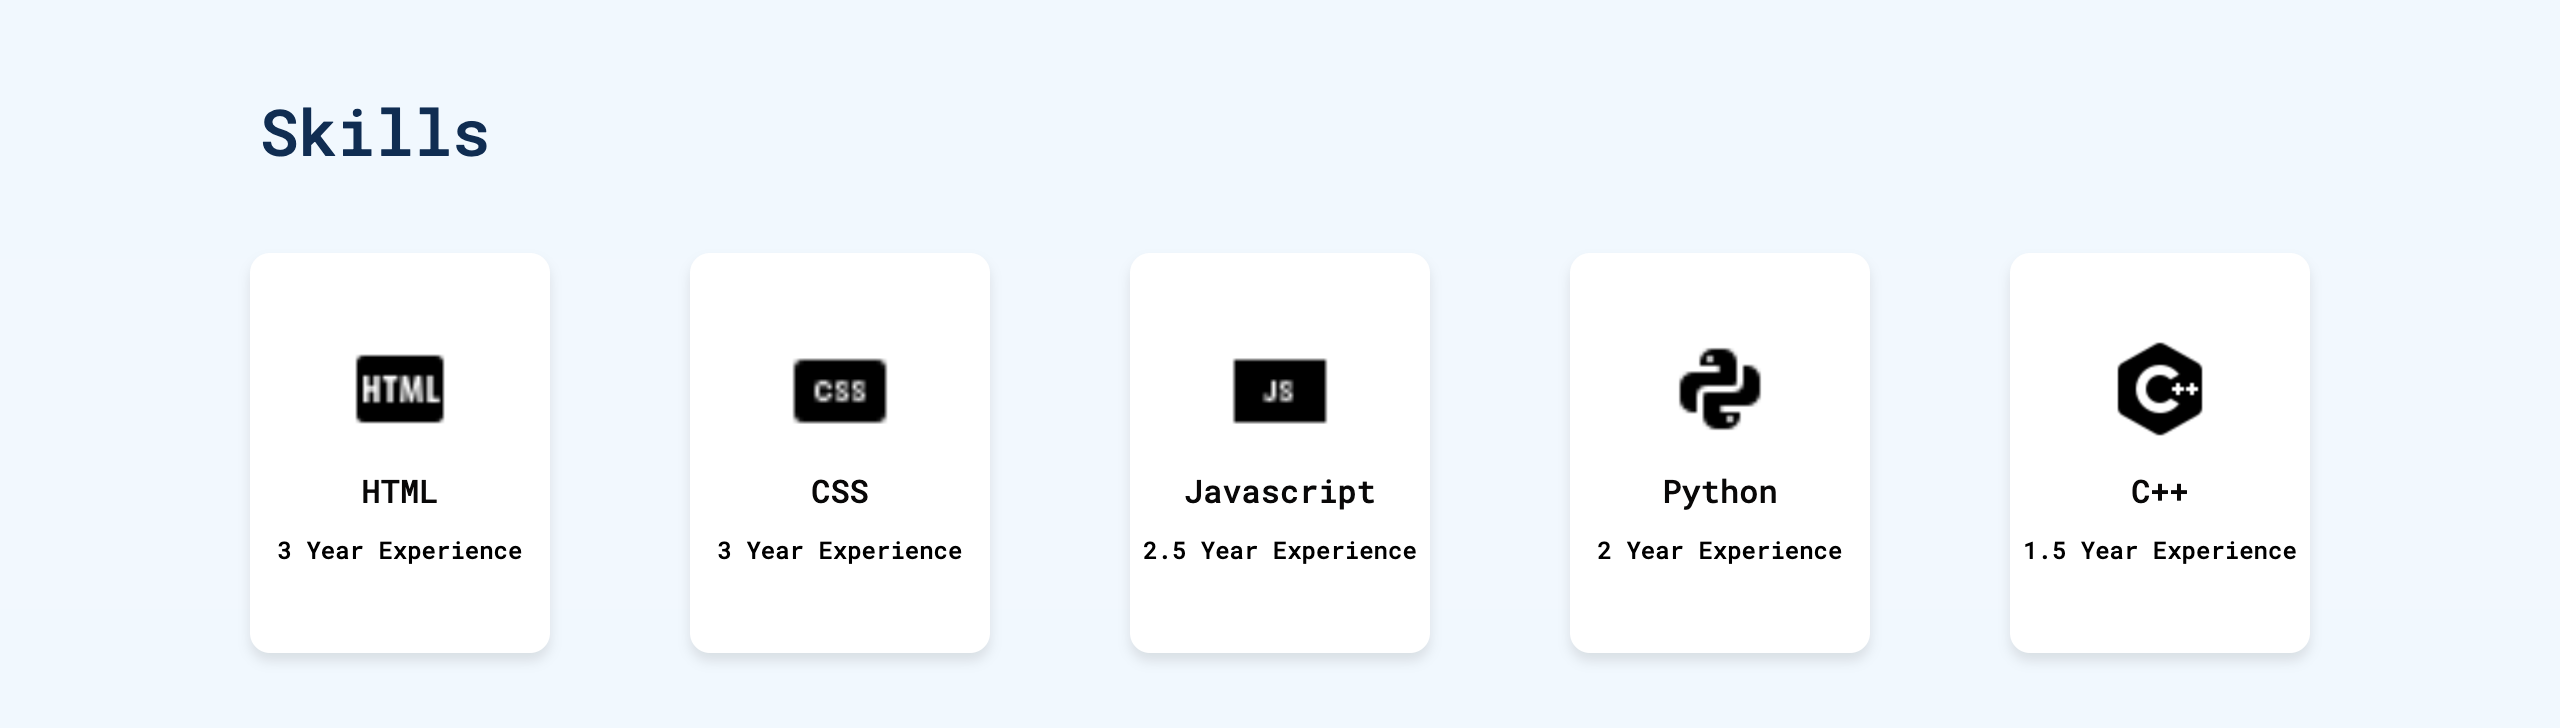 Skills
HTML
HTML
3 Year Experience
CSS
CSS
3 Year Experience
JS
Javascript
2.5 Year Experience
Python
2 Year Experience
C++
C++
1.5 Year Experience